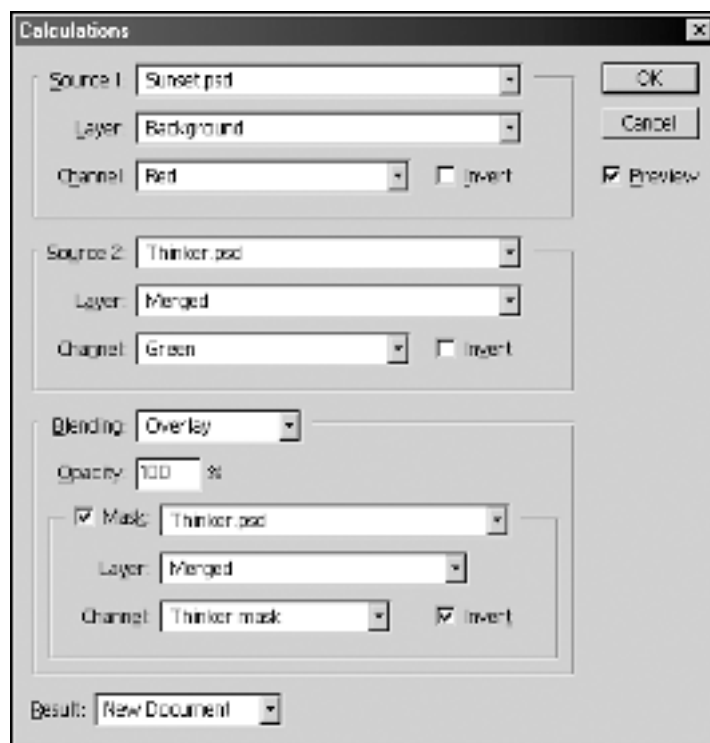 Calculations
Source 1: Sunset.psd
OK
Layer: Background
Cancel
Channel: Red Invert
Preview
Source 2: Thinker.psd
Layer: Merged
Channel: Green Invert
Blending: Overlay
Opacity: 100 %
Mask: Thinker.psd
Layer: Merged
Channel: Thinker mask Invert
Result: New Document